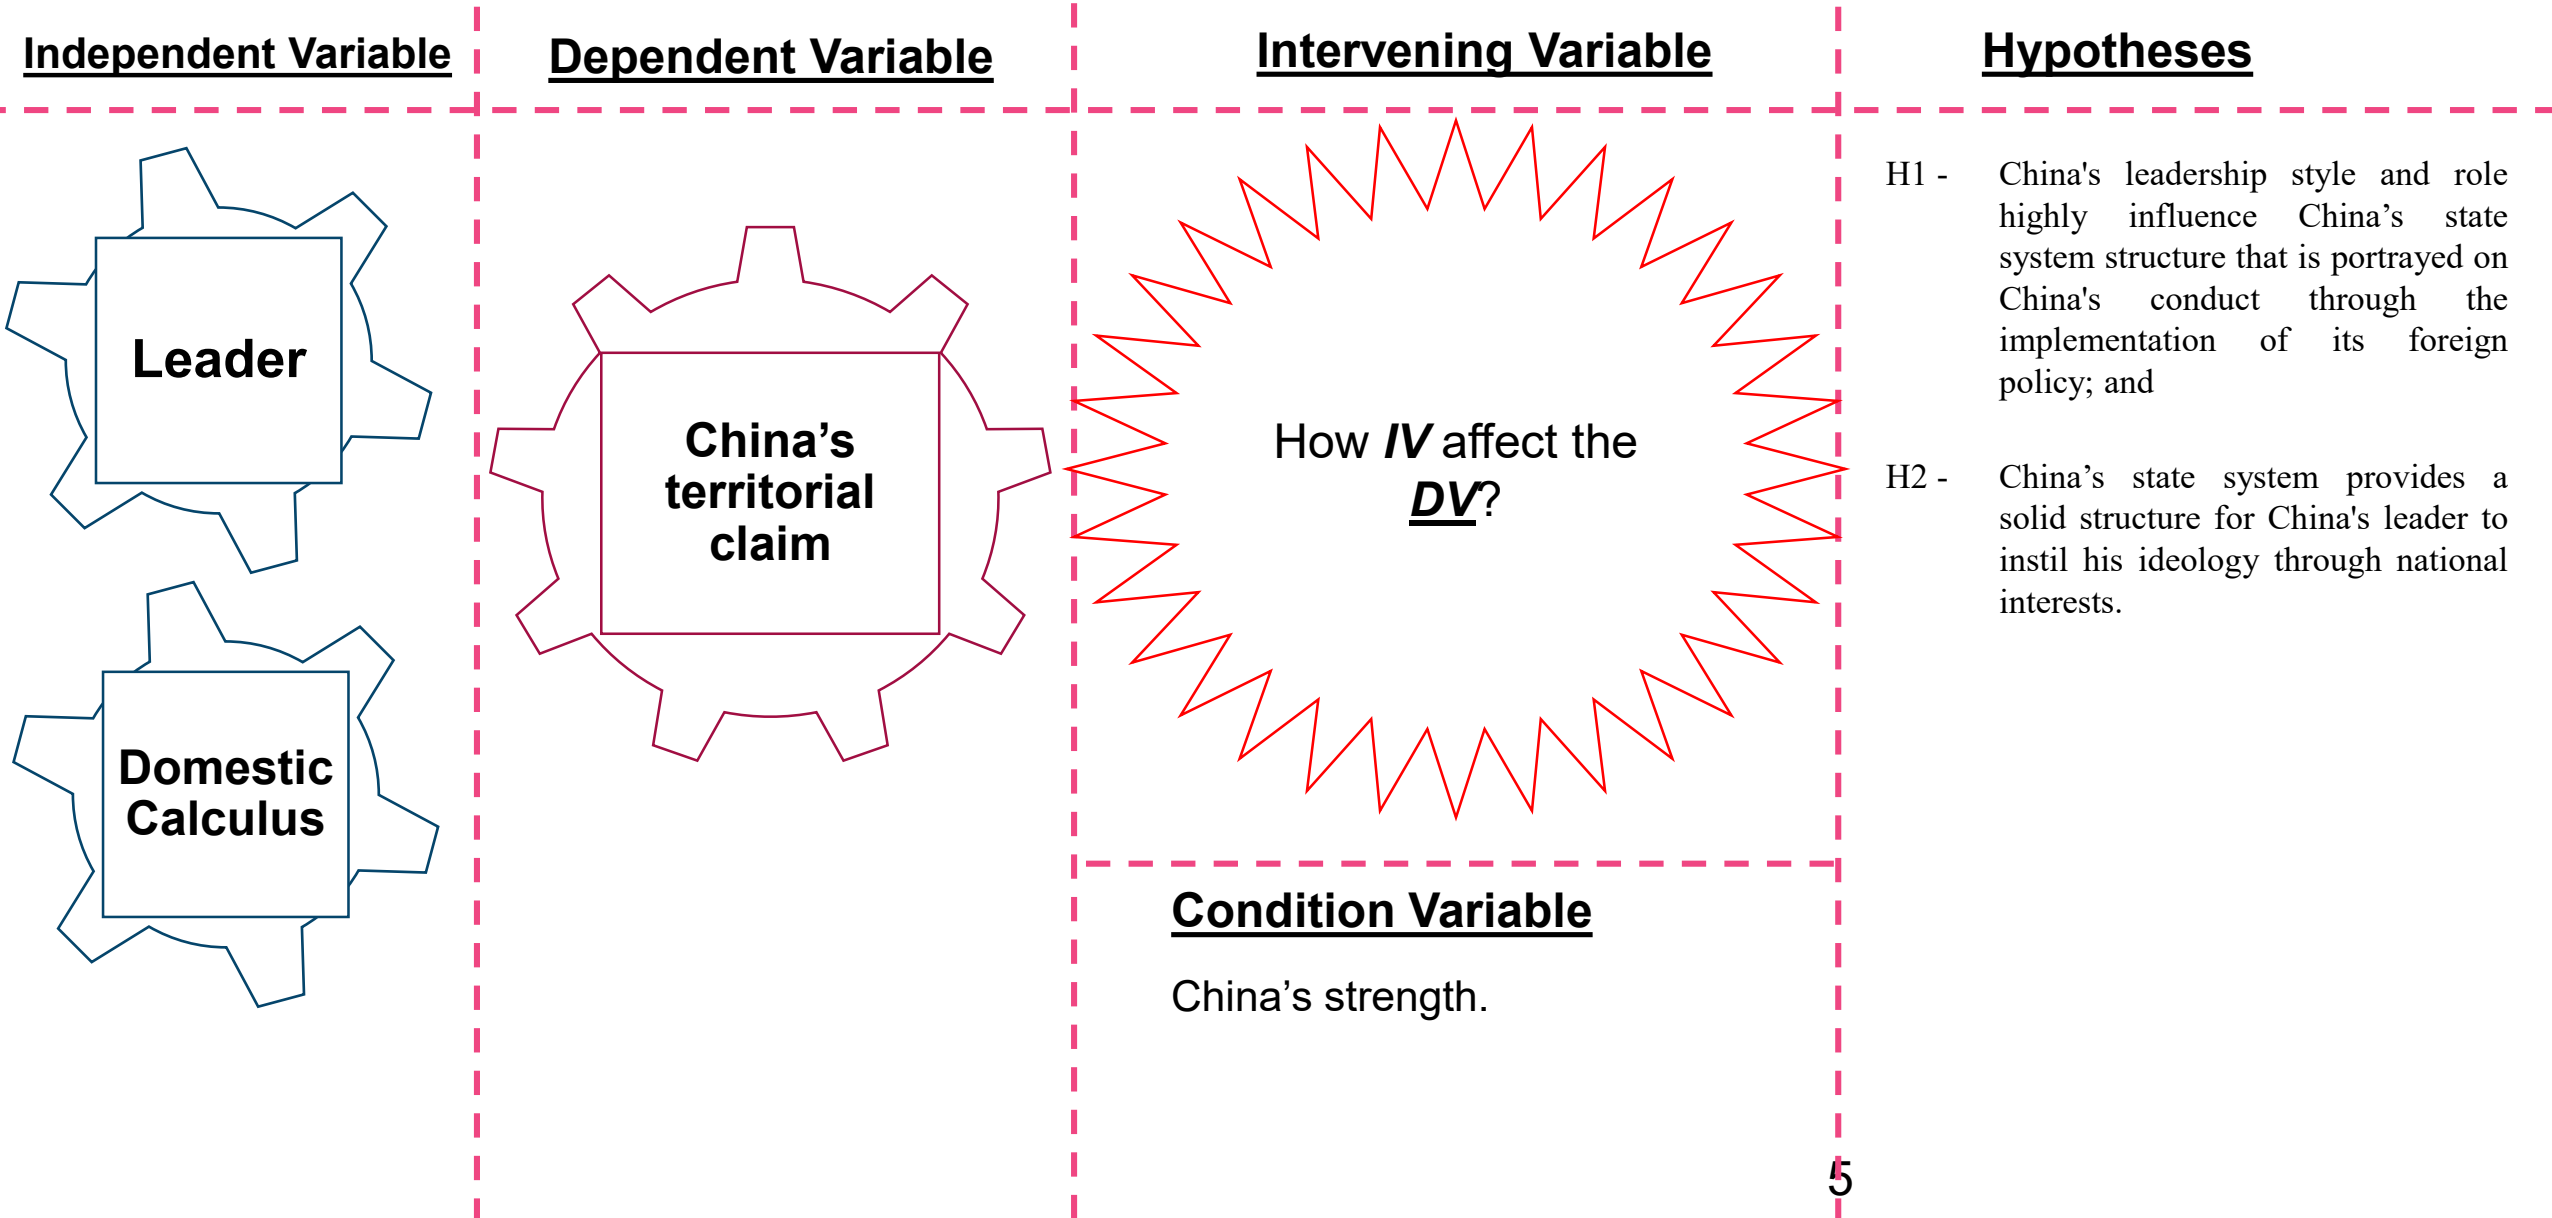 Independent Variable
Dependent Variable
Intervening Variable
Hypotheses
Leader
Domestic
Calculus
China’s
territorial
claim
How IV affect the
DV?
Condition Variable
China’s strength.
H1 - China's leadership style and role
highly influence China’s state
system structure that is portrayed on
China's conduct through the
implementation of its foreign
policy; and
H2 - China’s state system provides a
solid structure for China's leader to
instil his ideology through national
interests.
5